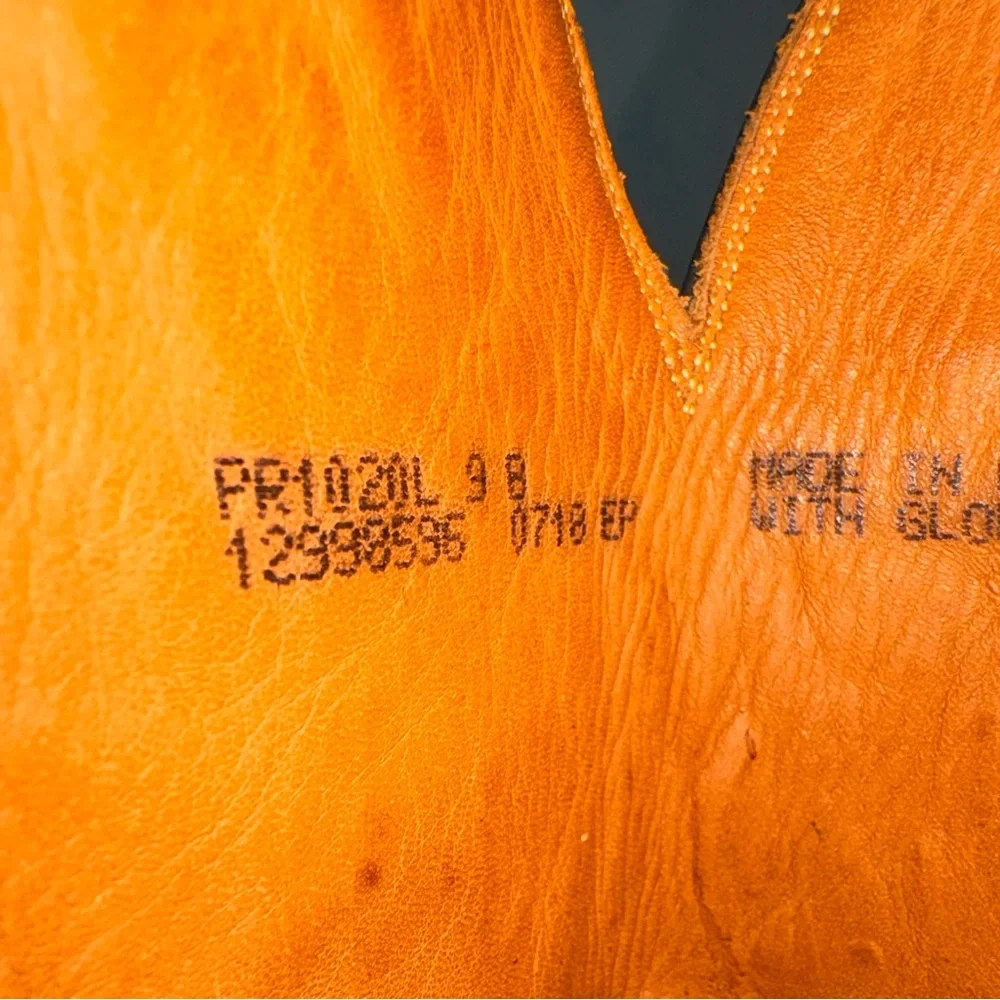 PR1020L 9 B
12990596 0718 EP
MADE IN
WITH GLO